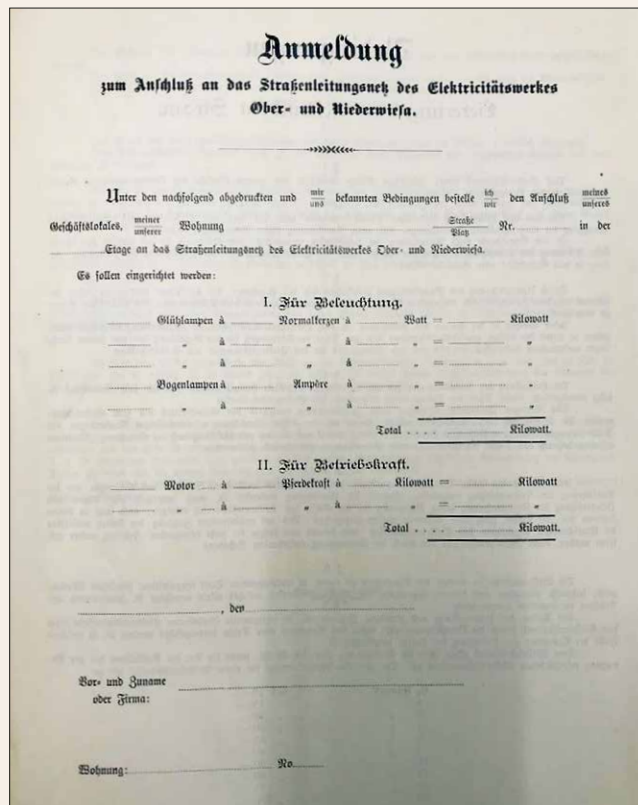 Anmeldung
zum Anschluß an das Straßenleitungsnetz des Elektricitätswerkes
Ober- und Niederwiesa.
Unter den nachfolgend abgedruckten und mir/uns bekannten Bedingungen bestelle ich/wir den Anschluß meines/unseres
Geschäftslokales, meiner/unserer Wohnung Straße/Platz Nr. in der
Etage an das Straßenleitungsnetz des Elektricitätswerkes Ober- und Niederwiesa.
Es sollen eingerichtet werden:
I. Für Beleuchtung.
Glühlampen à Normalkerzen à Watt = Kilowatt
„ à „ à „ = „
„ à „ à „ = „
Bogenlampen à Ampère à „ = „
„ à „ à „ = „
Total . . . . Kilowatt.
II. Für Betriebskraft.
Motor à Pferdekraft à Kilowatt = Kilowatt
„ à „ à „ = „
Total . . . . Kilowatt.
, den
Vor- und Zuname
oder Firma:
Wohnung: No.